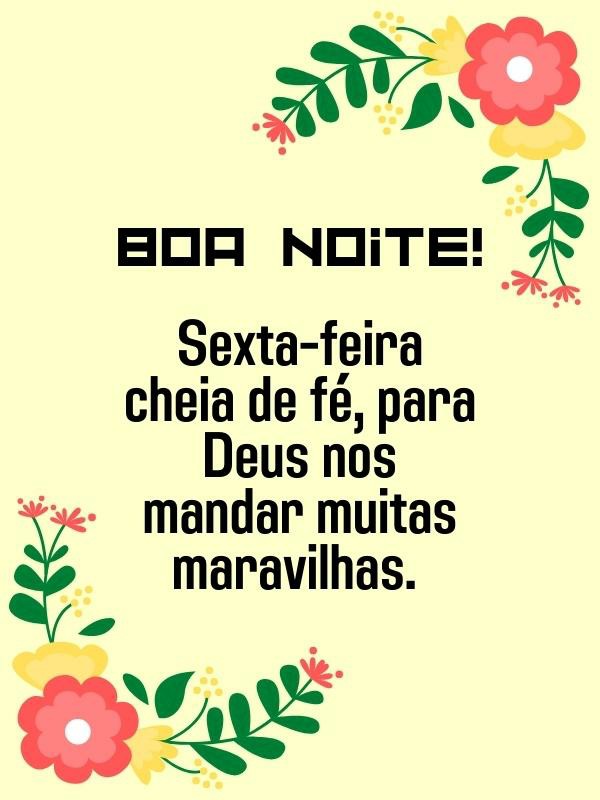 BOA NOiTE!
Sexta-feira
cheia de fé, para
Deus nos
mandar muitas
maravilhas.